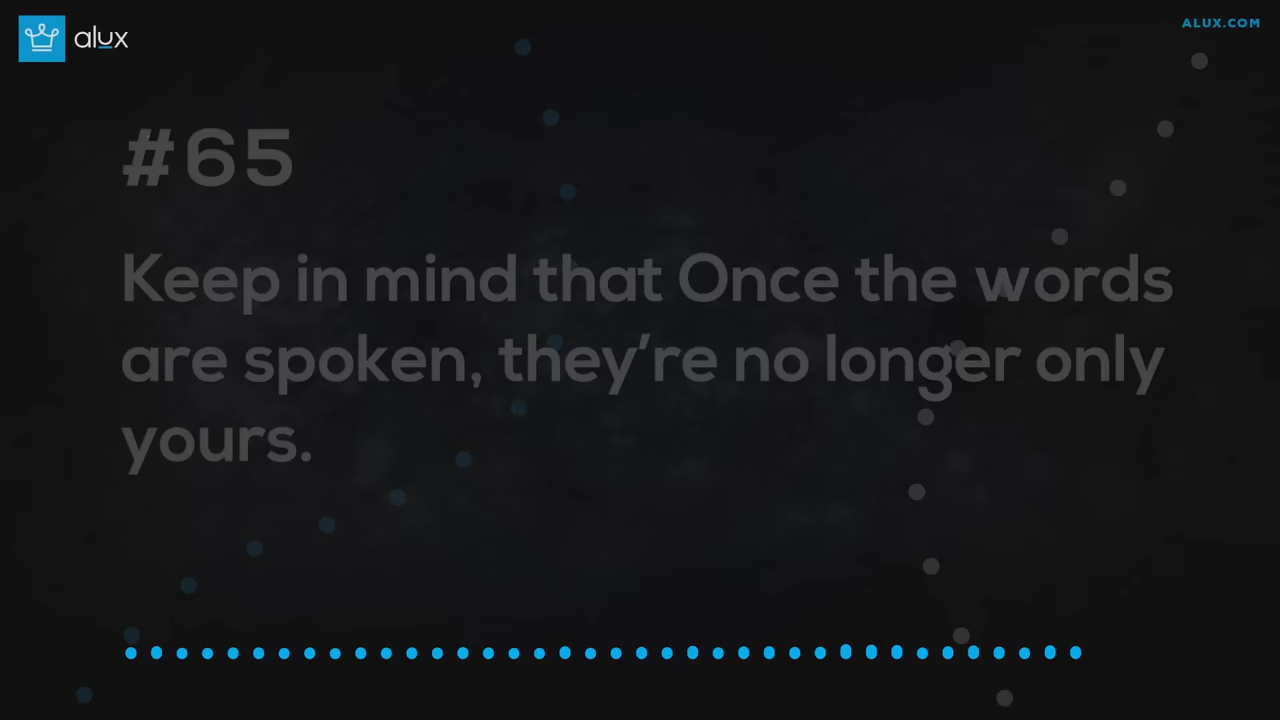 alux
ALUX.COM
#65
Keep in mind that Once the words
are spoken, they’re no longer only
yours.